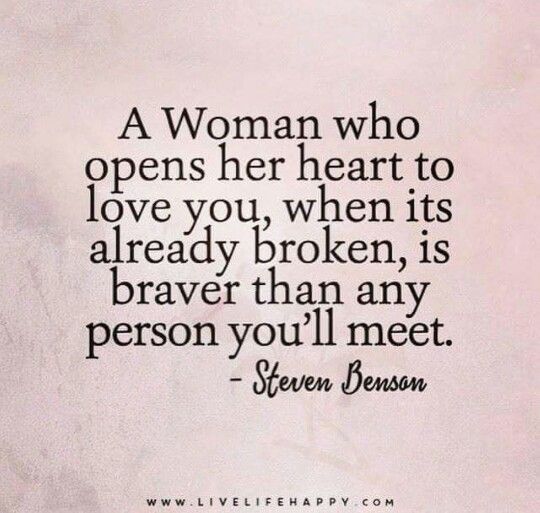 A Woman who
opens her heart to
love you, when its
already broken, is
braver than any
person you'll meet.
- Steven Benson
WWW.LIVELIFEHAPPY.COM